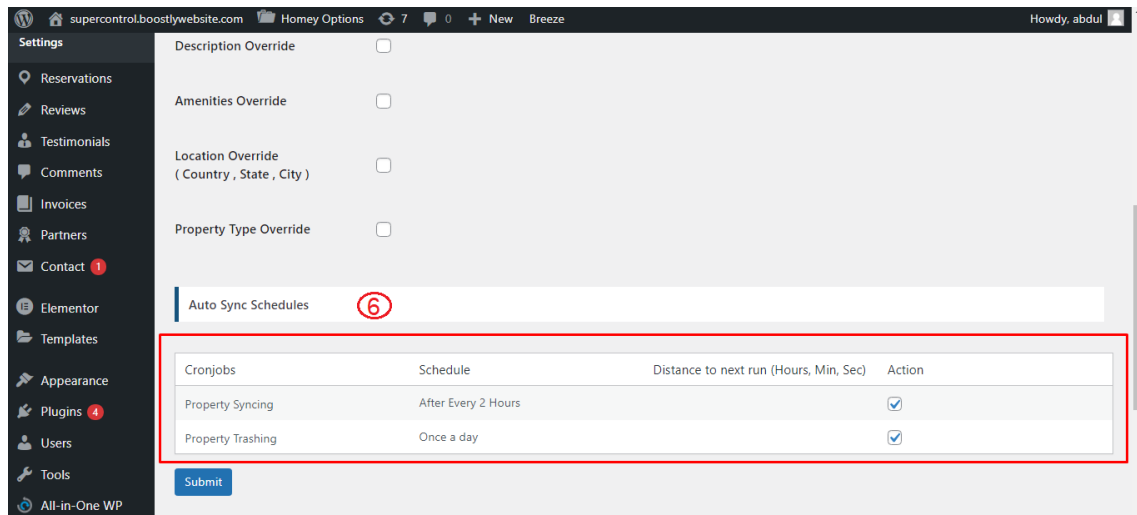 supercontrol.boostlywebsite.com Homey Options 7 0 + New Breeze Howdy, abdul
Settings
Reservations
Reviews
Testimonials
Comments
Invoices
Partners
Contact 1
Elementor
Templates
Appearance
Plugins 4
Users
Tools
All-in-One WP
Description Override
Amenities Override
Location Override
( Country , State , City )
Property Type Override
Auto Sync Schedules 6
Cronjobs Schedule Distance to next run (Hours, Min, Sec) Action
Property Syncing After Every 2 Hours
Property Trashing Once a day
Submit